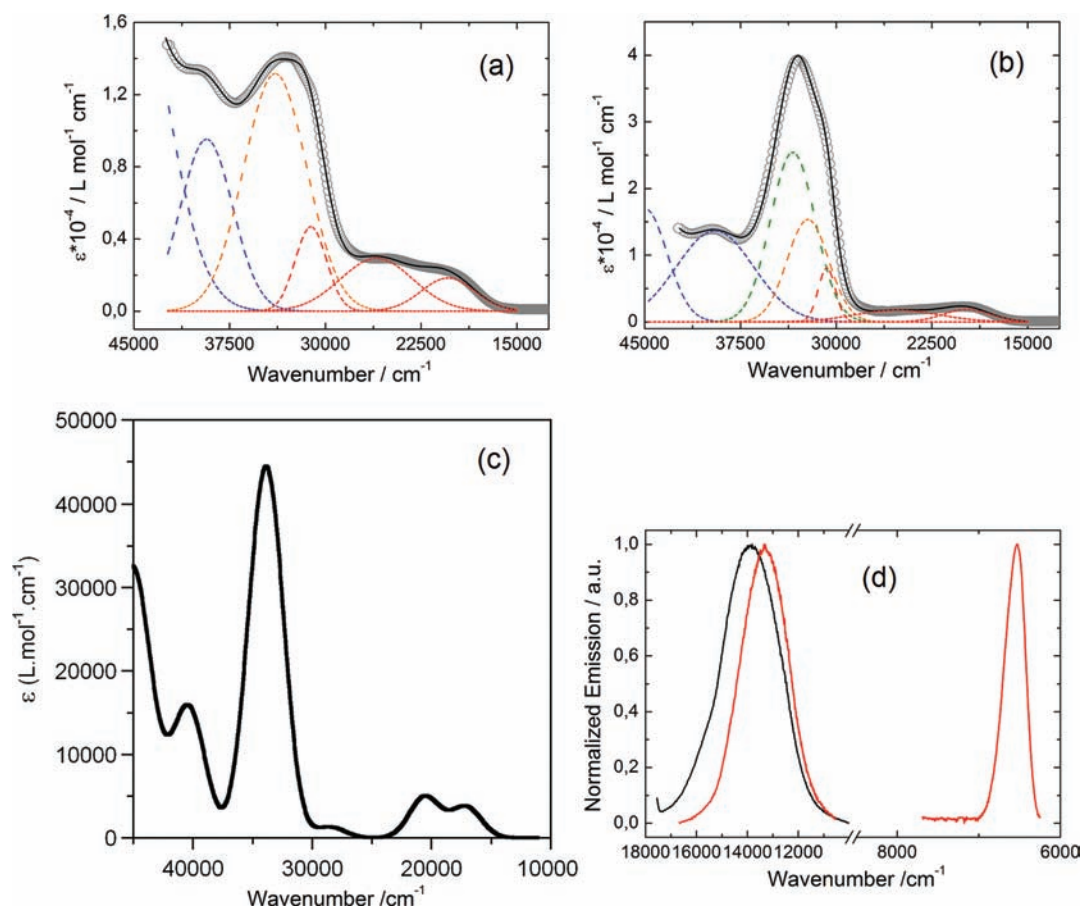 (a)
1,6
1,2
0,8
0,4
0,0
ε*10⁻⁴ / L mol⁻¹ cm⁻¹
45000 37500 30000 22500 15000
Wavenumber / cm⁻¹
(b)
4
3
2
1
0
ε*10⁻⁴ / L mol⁻¹ cm⁻¹
45000 37500 30000 22500 15000
Wavenumber / cm⁻¹
(c)
50000
40000
30000
20000
10000
0
ε (L.mol⁻¹.cm⁻¹)
40000 30000 20000 10000
Wavenumber/cm⁻¹
(d)
1,0
0,8
0,6
0,4
0,2
0,0
Normalized Emission / a.u.
18000 16000 14000 12000 8000 6000
Wavenumber /cm⁻¹